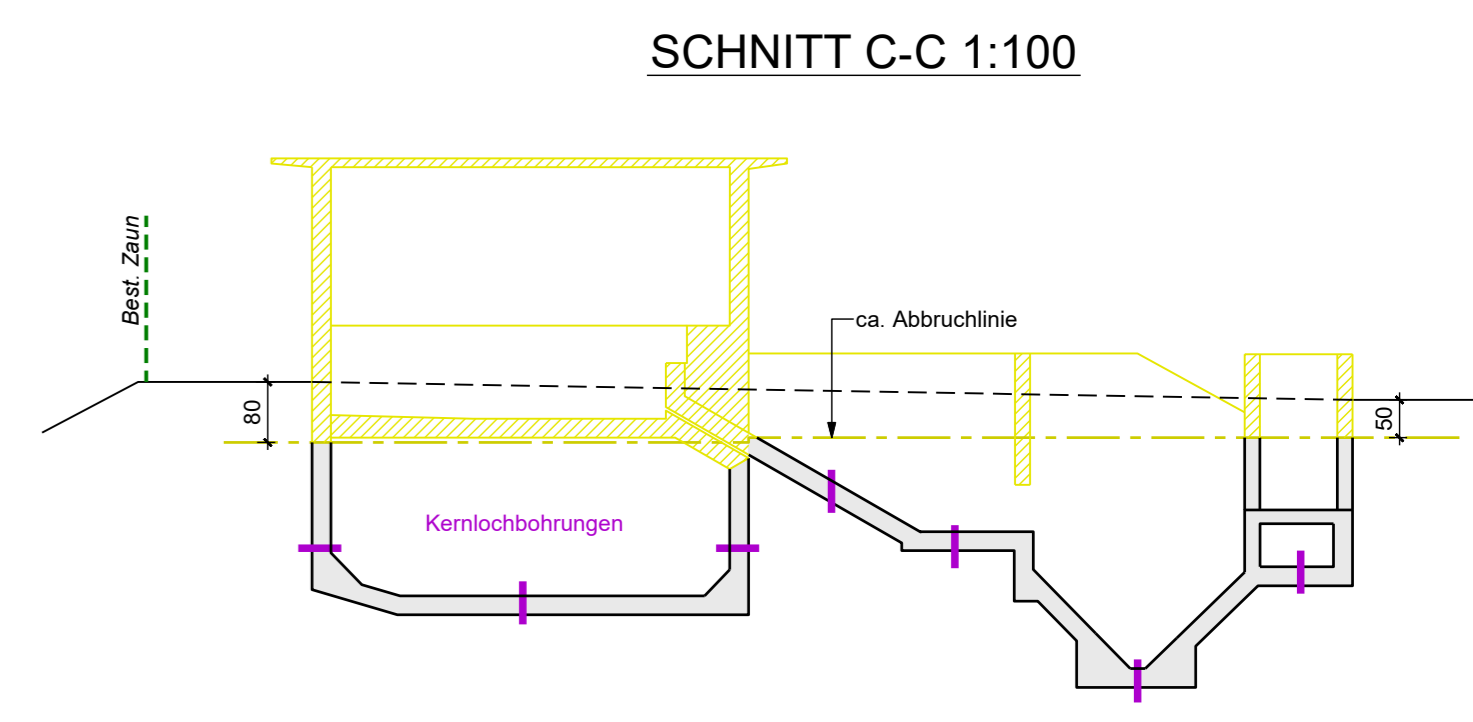 SCHNITT C-C 1:100
Best. Zaun
ca. Abbruchlinie
80
50
Kernlochbohrungen